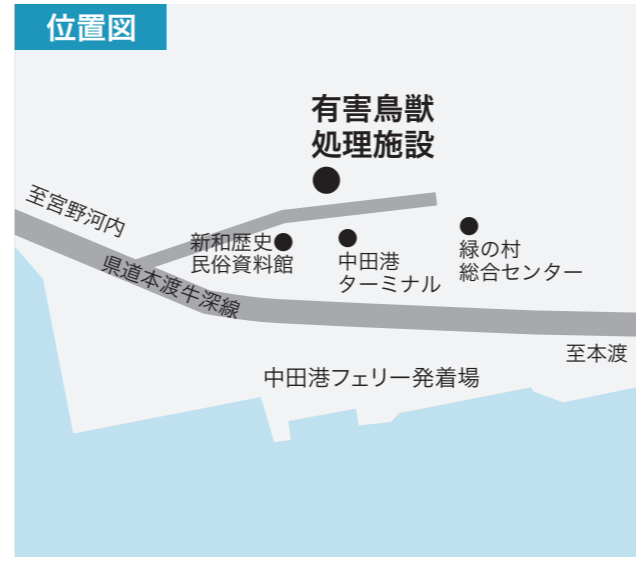 位置図
有害鳥獣
処理施設
至宮野河内
新和歴史
民俗資料館
中田港
ターミナル
緑の村
総合センター
県道本渡牛深線
至本渡
中田港フェリー発着場